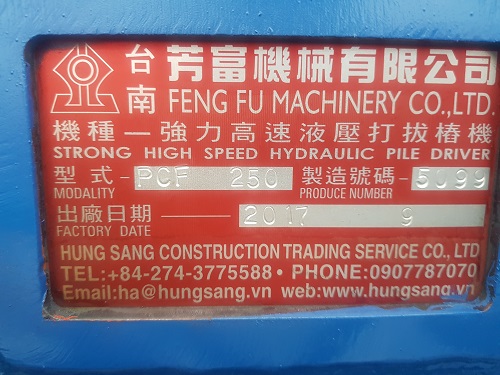 台南 芳富機械有限公司
FENG FU MACHINERY CO.,LTD.
機種—強力高速液壓打拔樁機
STRONG HIGH SPEED HYDRAULIC PILE DRIVER
型式 PCF 250 製造號碼 5099
MODALITY PRODUCE NUMBER
出廠日期 2017 9
FACTORY DATE
HUNG SANG CONSTRUCTION TRADING SERVICE CO., LTD
TEL:+84-274-3775588 • PHONE:0907787070
Email:ha@hungsang.vn web:www.hungsang.vn